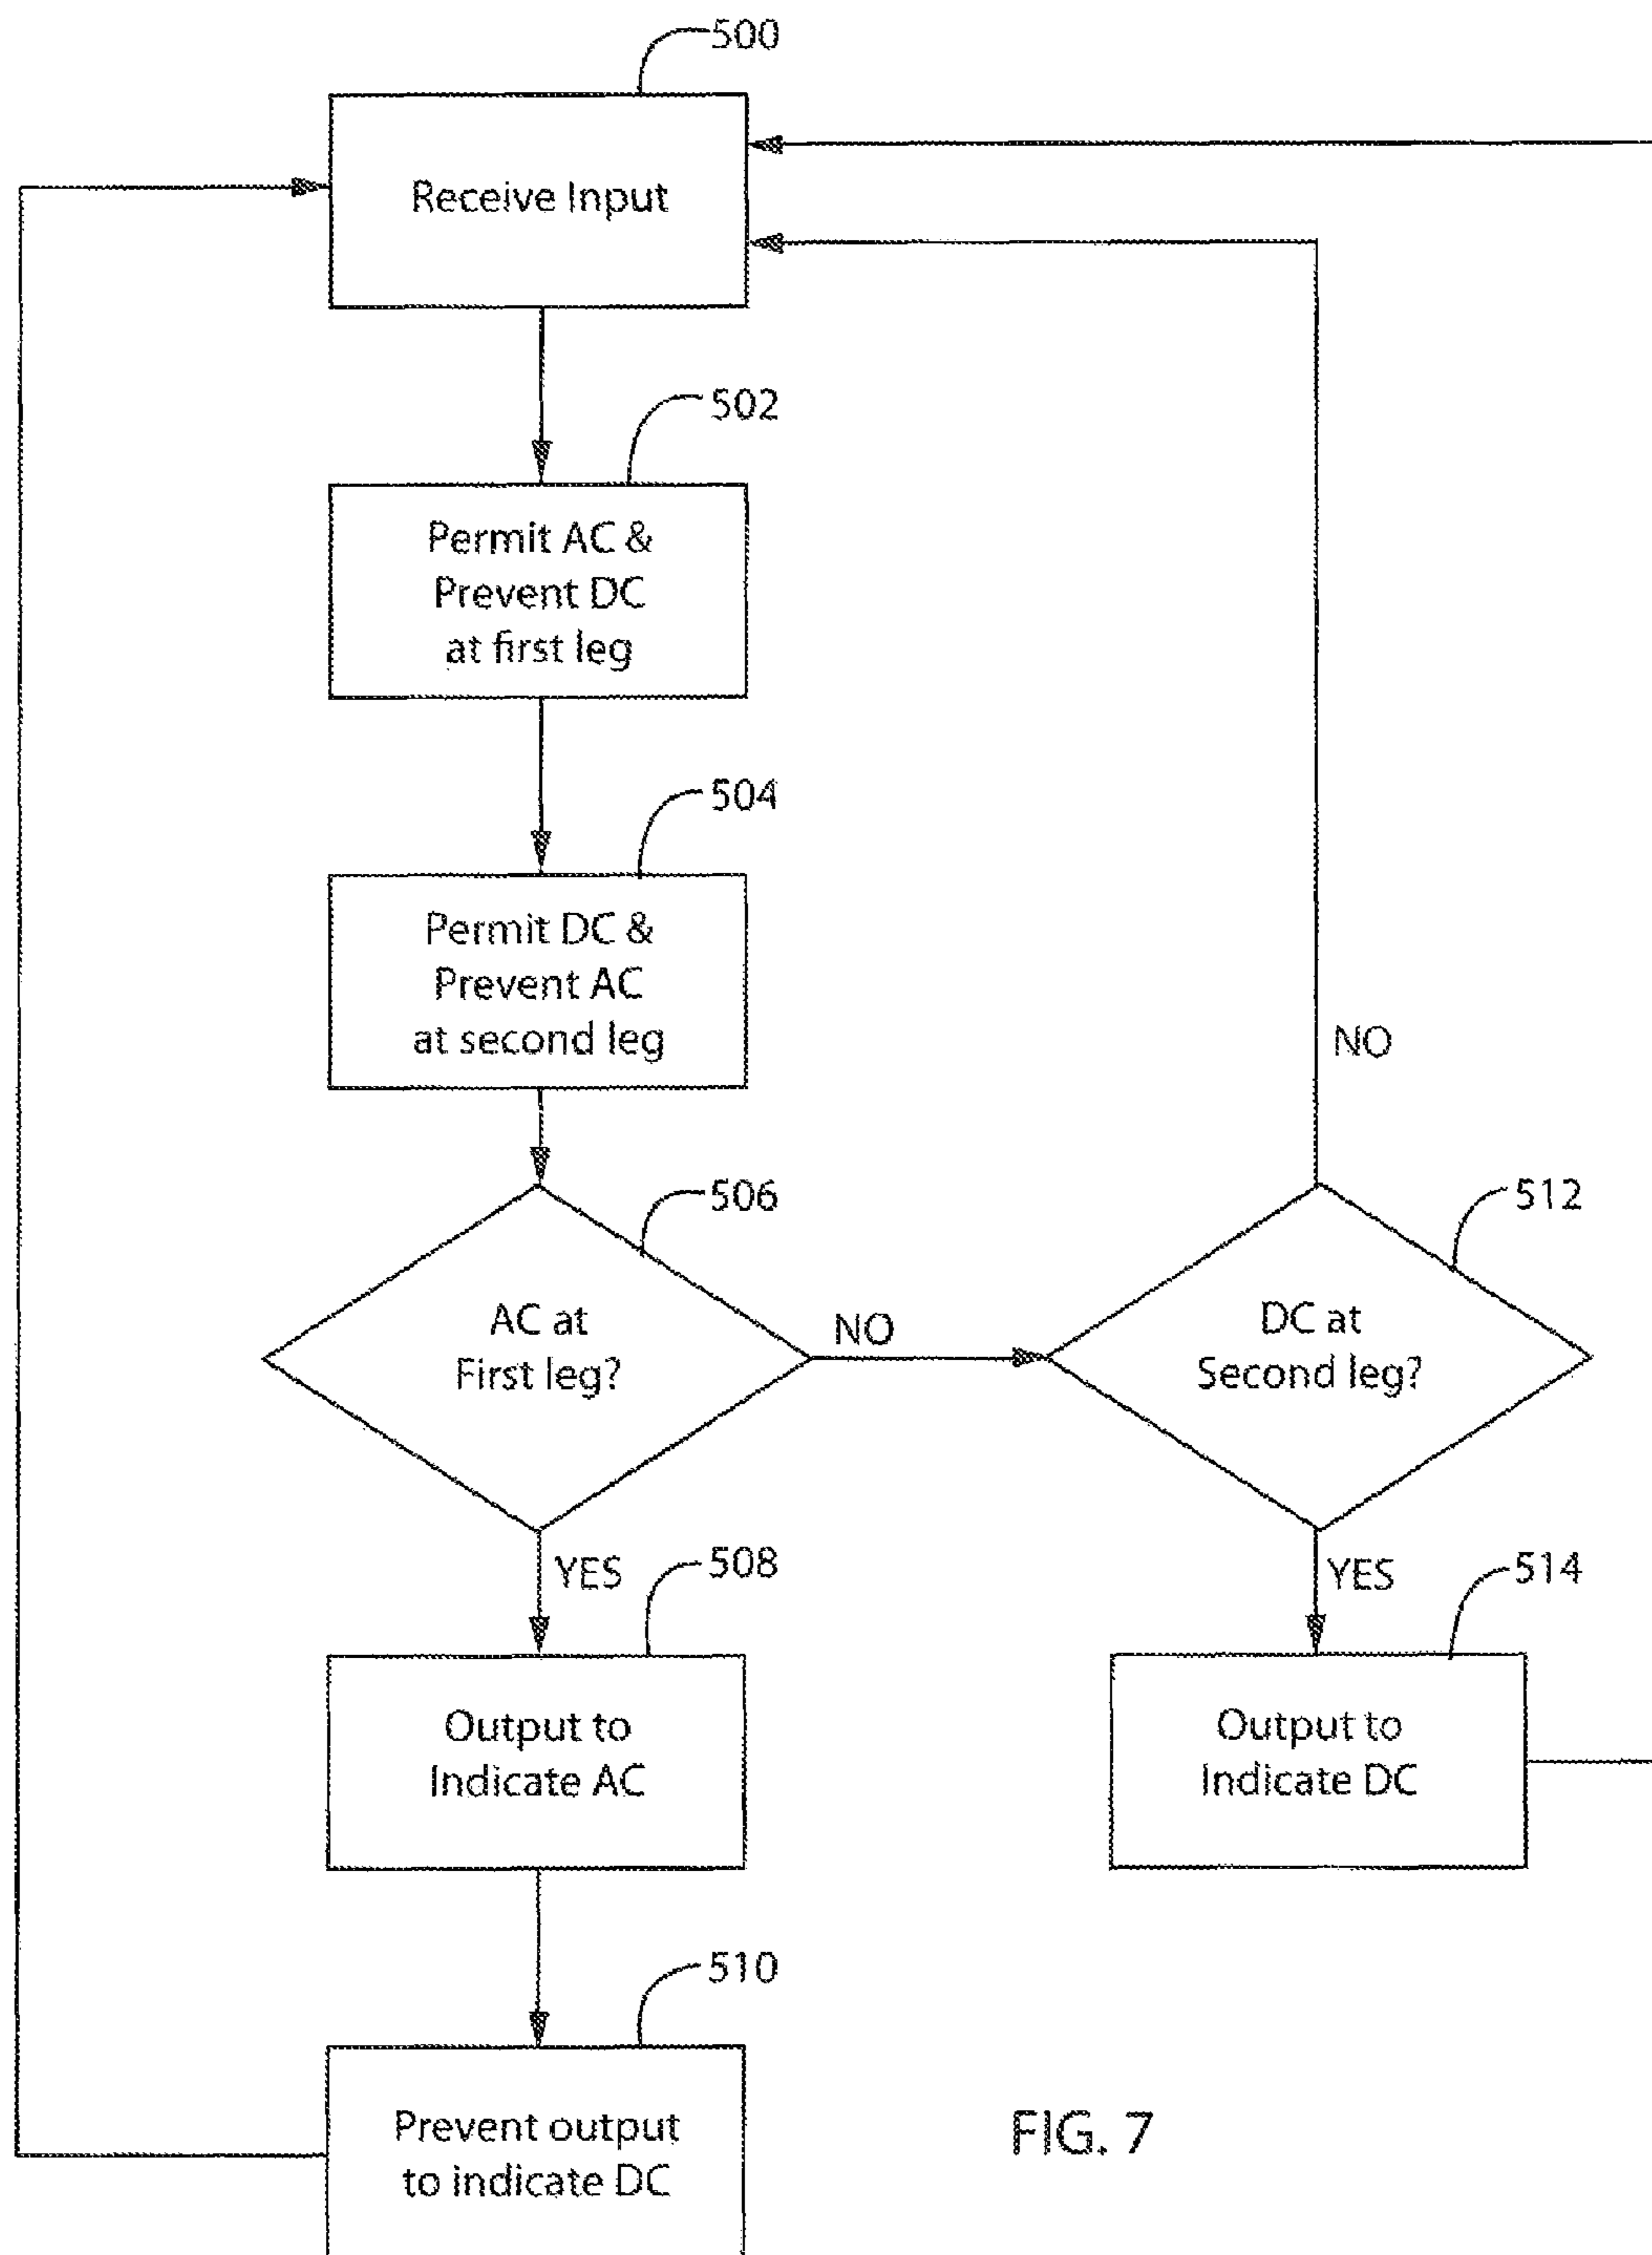 500
Receive Input
502
Permit AC &
Prevent DC
at first leg
504
Permit DC &
Prevent AC
at second leg
NO
506
512
AC at
First leg?
NO
DC at
Second leg?
YES
508
YES
514
Output to
Indicate AC
Output to
Indicate DC
510
Prevent output
to indicate DC
FIG. 7